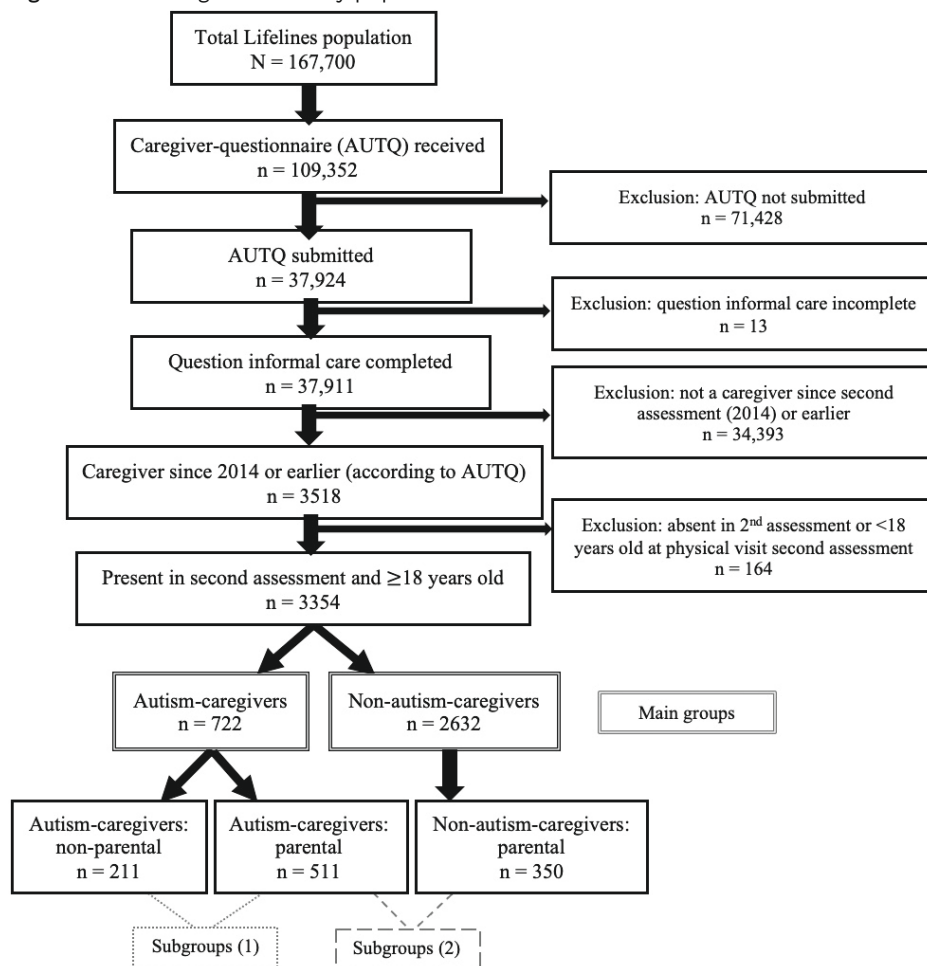 Total Lifelines population
N = 167,700
Caregiver-questionnaire (AUTQ) received
n = 109,352
Exclusion: AUTQ not submitted
n = 71,428
AUTQ submitted
n = 37,924
Exclusion: question informal care incomplete
n = 13
Question informal care completed
n = 37,911
Exclusion: not a caregiver since second
assessment (2014) or earlier
n = 34,393
Caregiver since 2014 or earlier (according to AUTQ)
n = 3518
Exclusion: absent in 2nd assessment or <18
years old at physical visit second assessment
n = 164
Present in second assessment and ≥18 years old
n = 3354
Autism-caregivers
n = 722
Non-autism-caregivers
n = 2632
Main groups
Autism-caregivers:
non-parental
n = 211
Autism-caregivers:
parental
n = 511
Non-autism-caregivers:
parental
n = 350
Subgroups (1)
Subgroups (2)